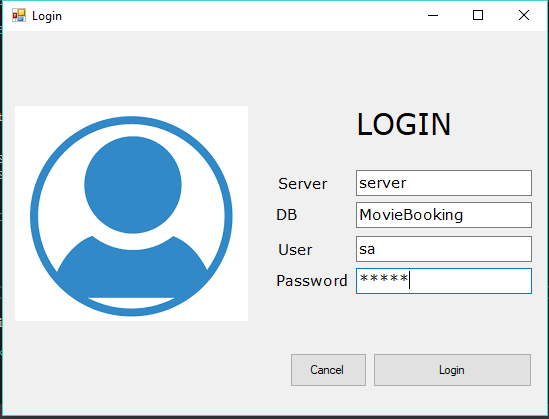 Login
LOGIN
Server server
DB MovieBooking
User sa
Password *****
Cancel Login